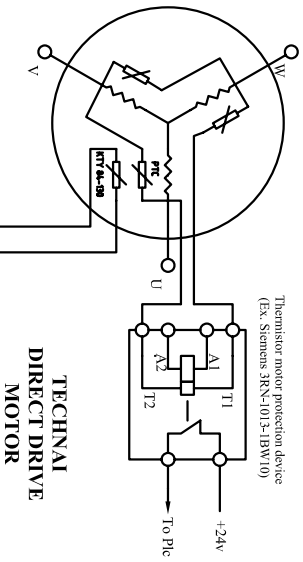 Thermistor motor protection device
(Ex. Siemens 3RN-1013-1BW10)
W
V
U
PTC
KTY 84-130
A1
A2
T1
T2
+24v
To Plc
TECHNAI
DIRECT DRIVE
MOTOR